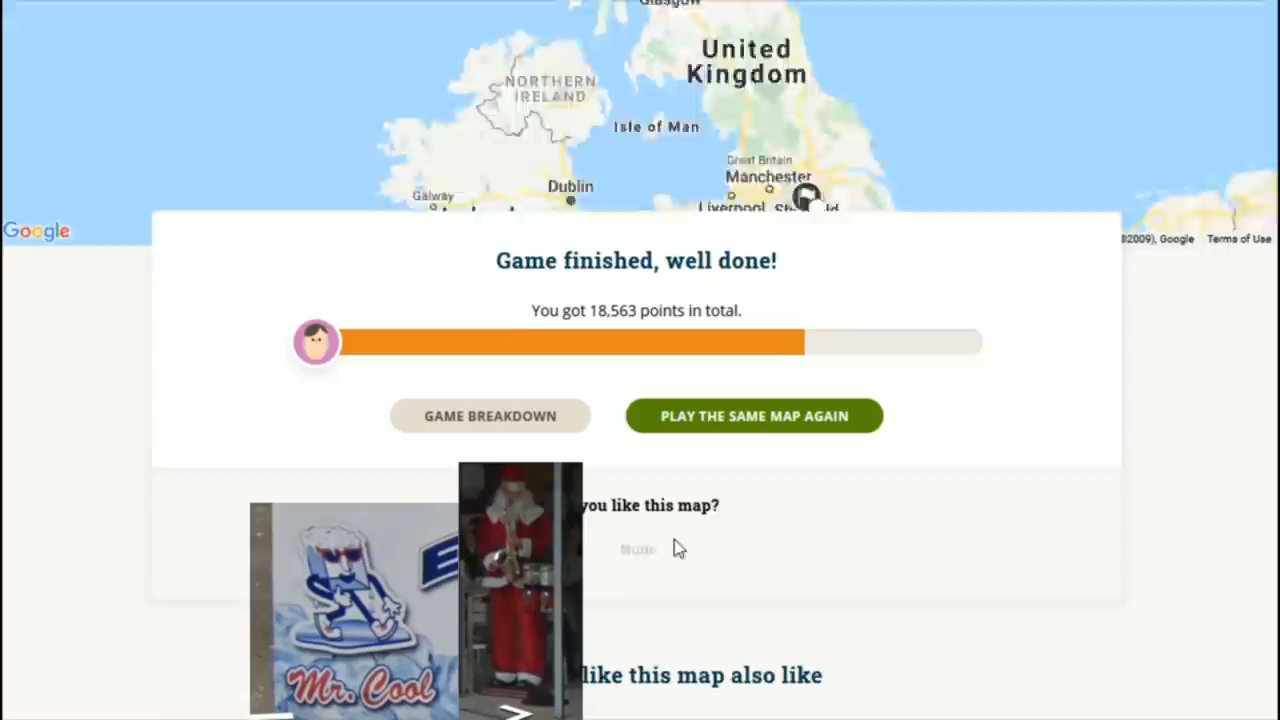 Glasgow
United
Kingdom
NORTHERN
IRELAND
Isle of Man
Great Britain
Manchester
Dublin
Galway
Liverpool
Google
©2009), Google Terms of Use
Game finished, well done!
You got 18,563 points in total.
GAME BREAKDOWN
PLAY THE SAME MAP AGAIN
you like this map?
E
Mr. Cool
like this map also like
>